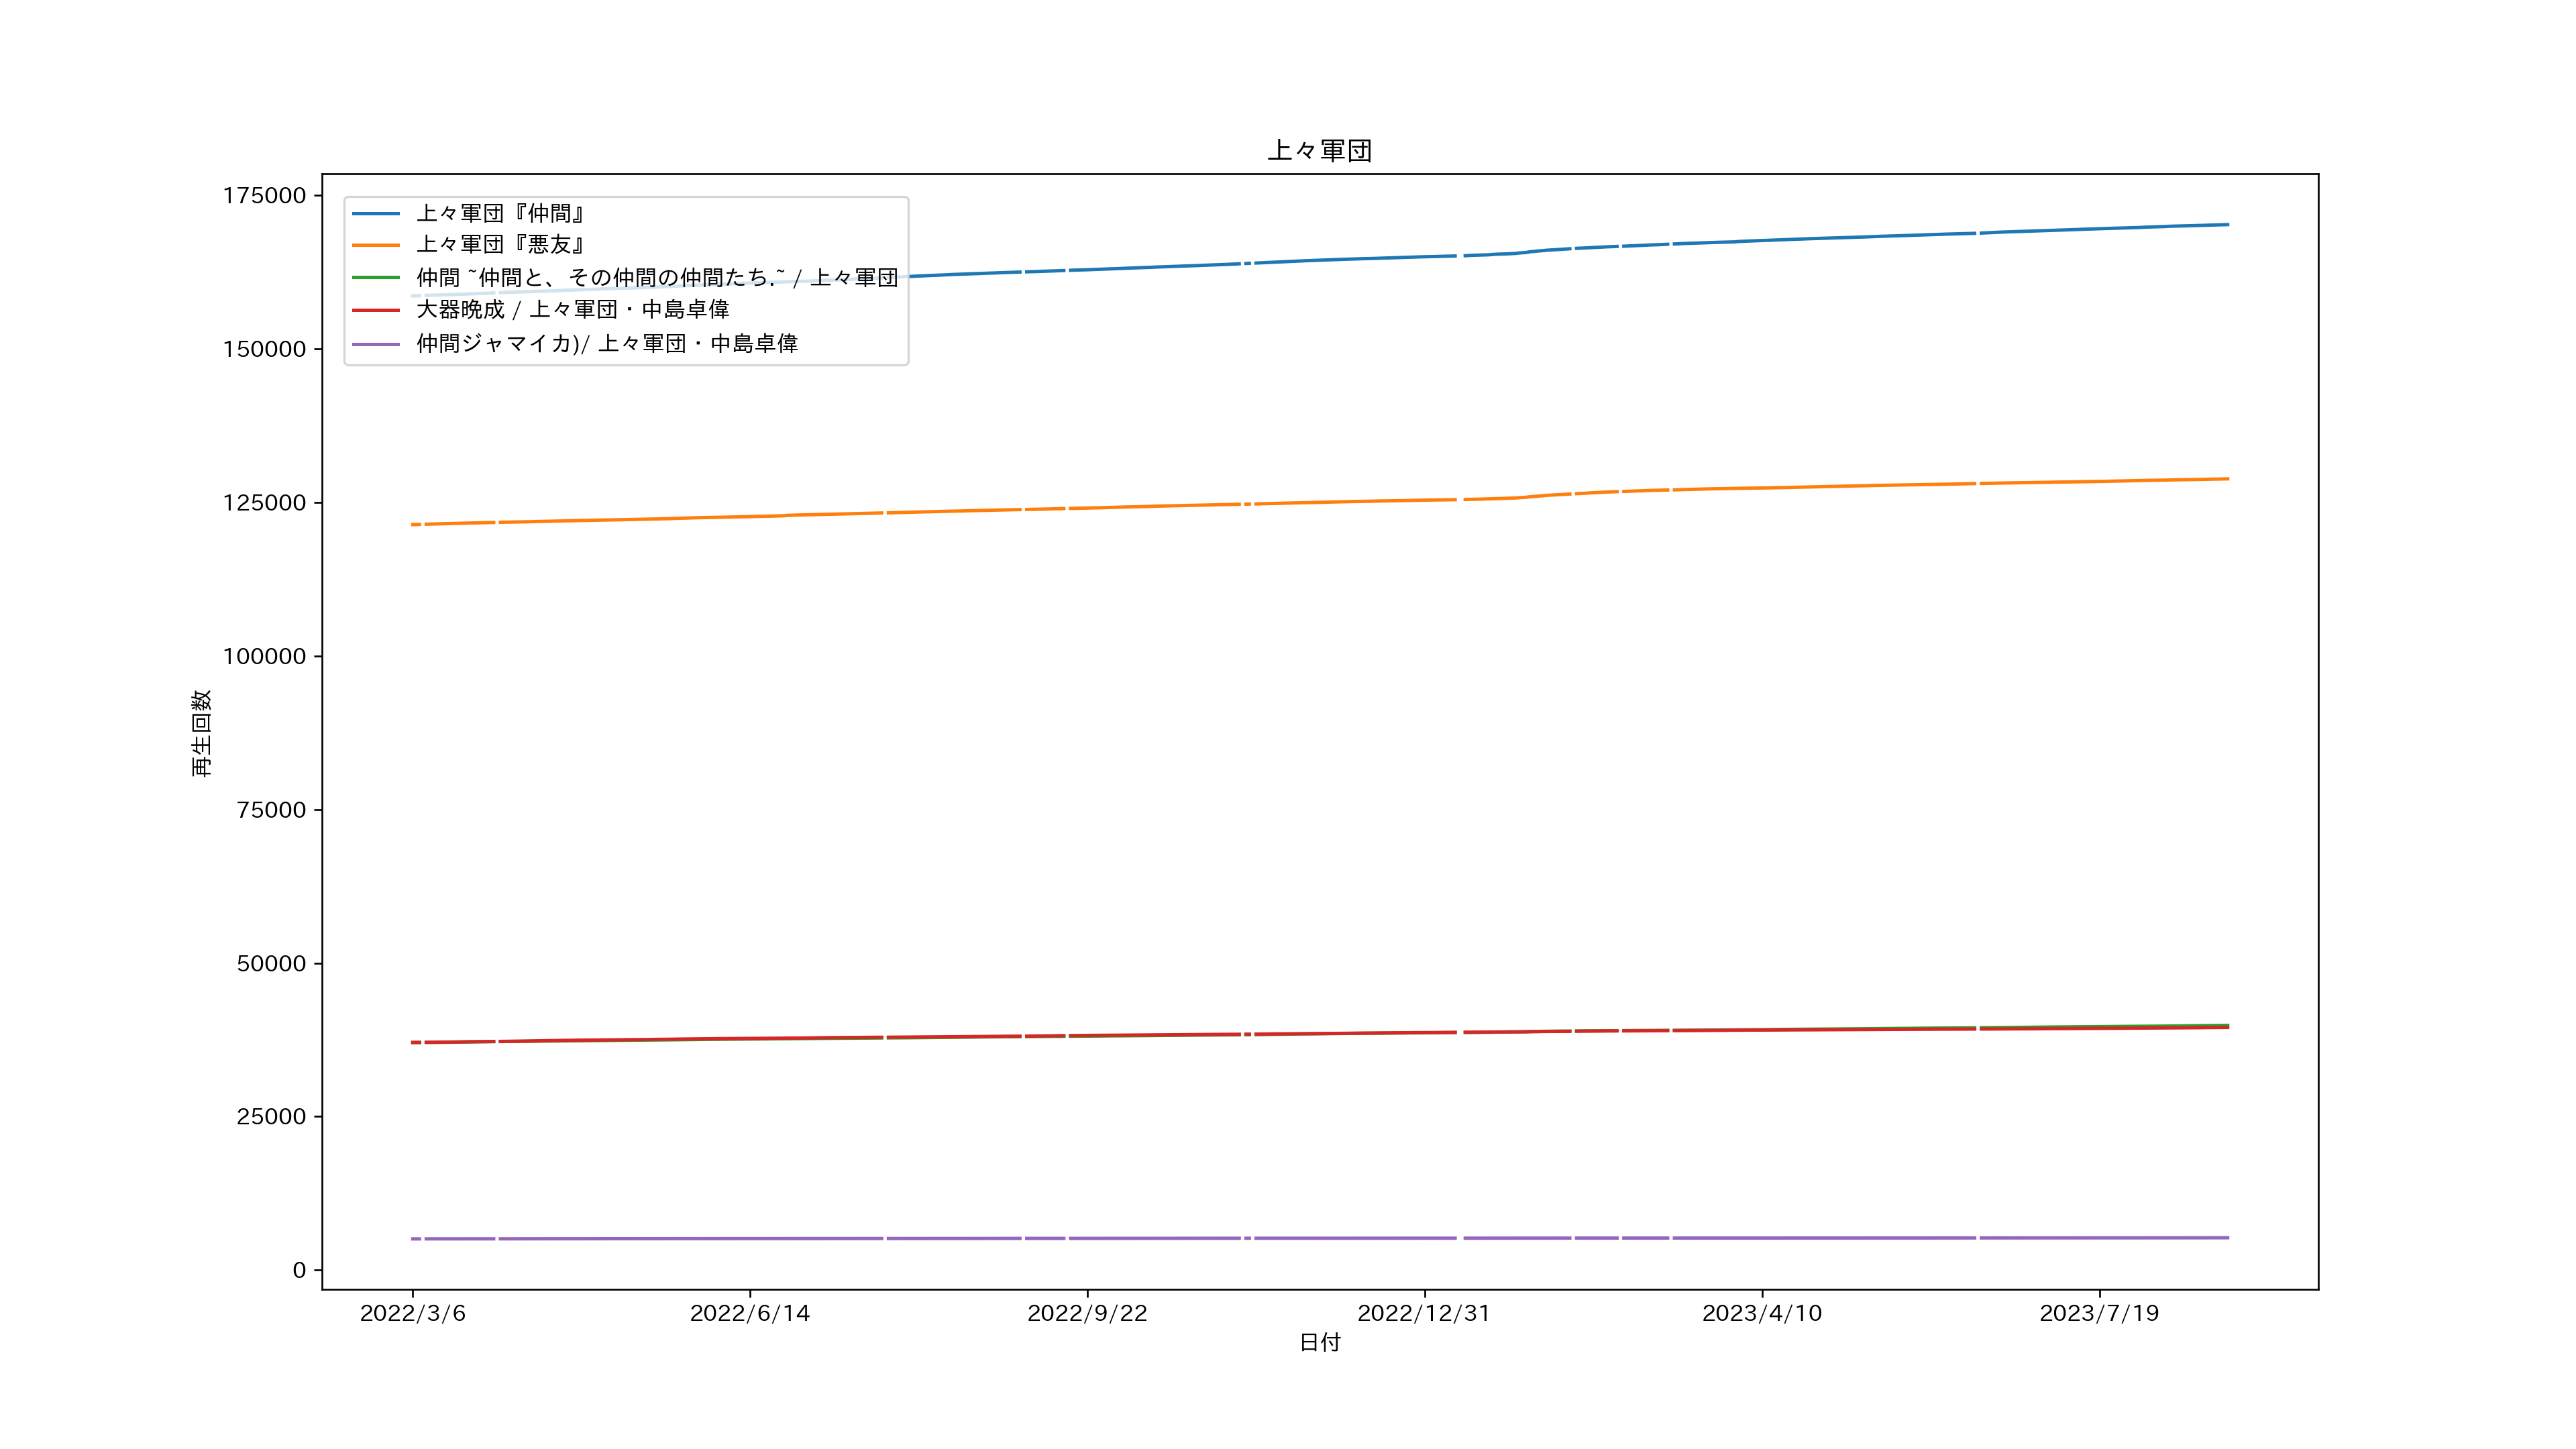 上々軍団
175000
150000
125000
100000
75000
50000
25000
0
再生回数
上々軍団『仲間』
上々軍団『悪友』
仲間 ~仲間と、その仲間の仲間たち.~ / 上々軍団
大器晩成 / 上々軍団・中島卓偉
仲間ジャマイカ)/ 上々軍団・中島卓偉
2022/3/6
2022/6/14
2022/9/22
2022/12/31
2023/4/10
2023/7/19
日付